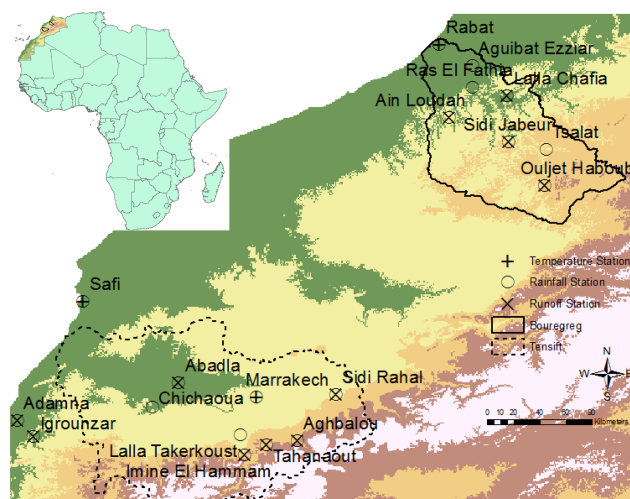 Rabat
Aguibat Ezziar
Ras El Fathia
Lalla Chafia
Ain Loudah
Sidi Jabeur
Tsalat
Ouljet Haboub
Safi
Temperature Station
Rainfall Station
Runoff Station
Bouregreg
Tensift
N
W
E
S
0 10 20 40 60 80
Kilometers
Abadla
Marrakech
Sidi Rahal
Chichaoua
Adamna
Igrounzar
Aghbalou
Lalla Takerkoust
Tahanaout
Imine El Hammam